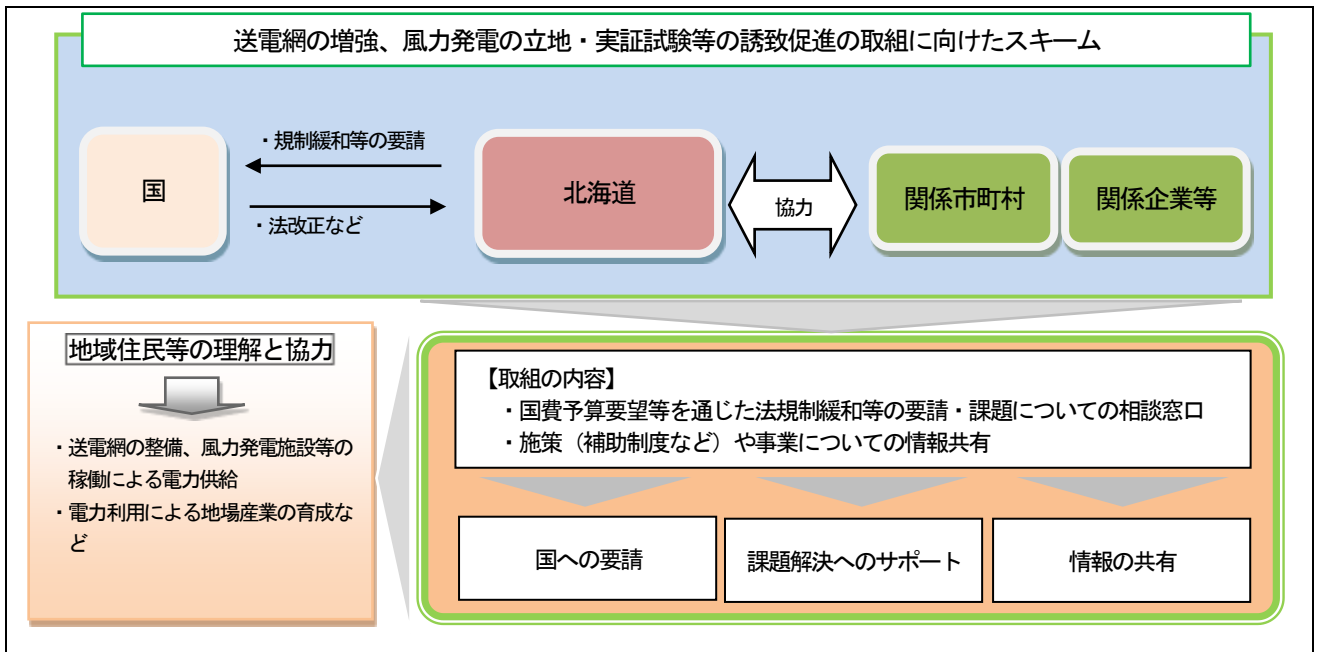 送電網の増強、風力発電の立地・実証試験等の誘致促進の取組に向けたスキーム
国
・規制緩和等の要請
・法改正など
北海道
協力
関係市町村
関係企業等
地域住民等の理解と協力
・送電網の整備、風力発電施設等の
稼働による電力供給
・電力利用による地場産業の育成な
ど
【取組の内容】
・国費予算要望等を通じた法規制緩和等の要請・課題についての相談窓口
・施策（補助制度など）や事業についての情報共有
国への要請
課題解決へのサポート
情報の共有